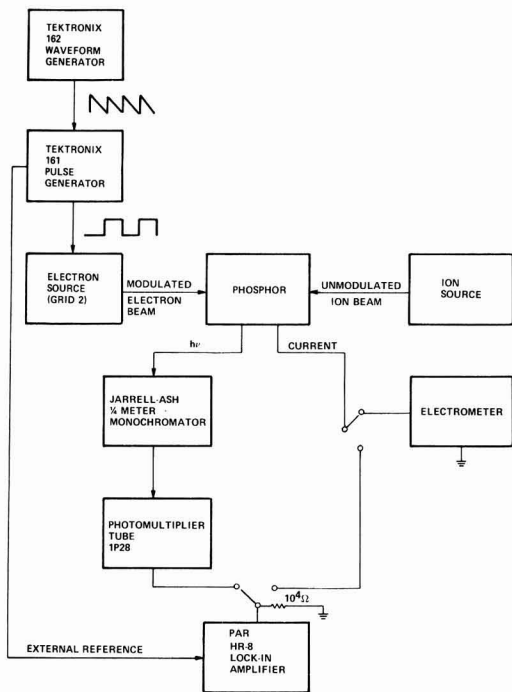 TEKTRONIX
162
WAVEFORM
GENERATOR
TEKTRONIX
161
PULSE
GENERATOR
ELECTRON
SOURCE
(GRID 2)
MODULATED
ELECTRON
BEAM
PHOSPHOR
UNMODULATED
ION BEAM
ION
SOURCE
hν
CURRENT
JARRELL-ASH
¼ METER
MONOCHROMATOR
ELECTROMETER
PHOTOMULTIPLIER
TUBE
1P28
10⁴Ω
EXTERNAL REFERENCE
PAR
HR-8
LOCK-IN
AMPLIFIER